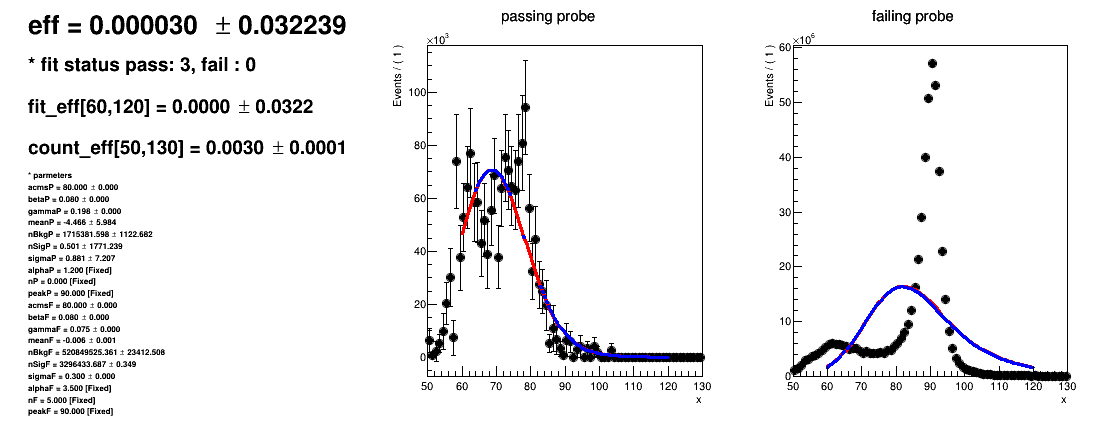 eff = 0.000030 ± 0.032239
* fit status pass: 3, fail : 0
fit_eff[60,120] = 0.0000 ± 0.0322
count_eff[50,130] = 0.0030 ± 0.0001
* parmeters
acmsP = 80.000 ± 0.000
betaP = 0.080 ± 0.000
gammaP = 0.198 ± 0.000
meanP = -4.466 ± 5.984
nBkgP = 1715381.598 ± 1122.682
nSigP = 0.501 ± 1771.239
sigmaP = 0.881 ± 7.207
alphaP = 1.200 [Fixed]
nP = 0.000 [Fixed]
peakP = 90.000 [Fixed]
acmsF = 80.000 ± 0.000
betaF = 0.080 ± 0.000
gammaF = 0.075 ± 0.000
meanF = -0.006 ± 0.001
nBkgF = 520849525.361 ± 23412.508
nSigF = 3296433.687 ± 0.349
sigmaF = 0.300 ± 0.000
alphaF = 3.500 [Fixed]
nF = 5.000 [Fixed]
peakF = 90.000 [Fixed]
passing probe
×10³
Events / ( 1 )
100
80
60
40
20
0
50 60 70 80 90 100 110 120 130
x
failing probe
×10⁶
Events / ( 1 )
60
50
40
30
20
10
0
50 60 70 80 90 100 110 120 130
x